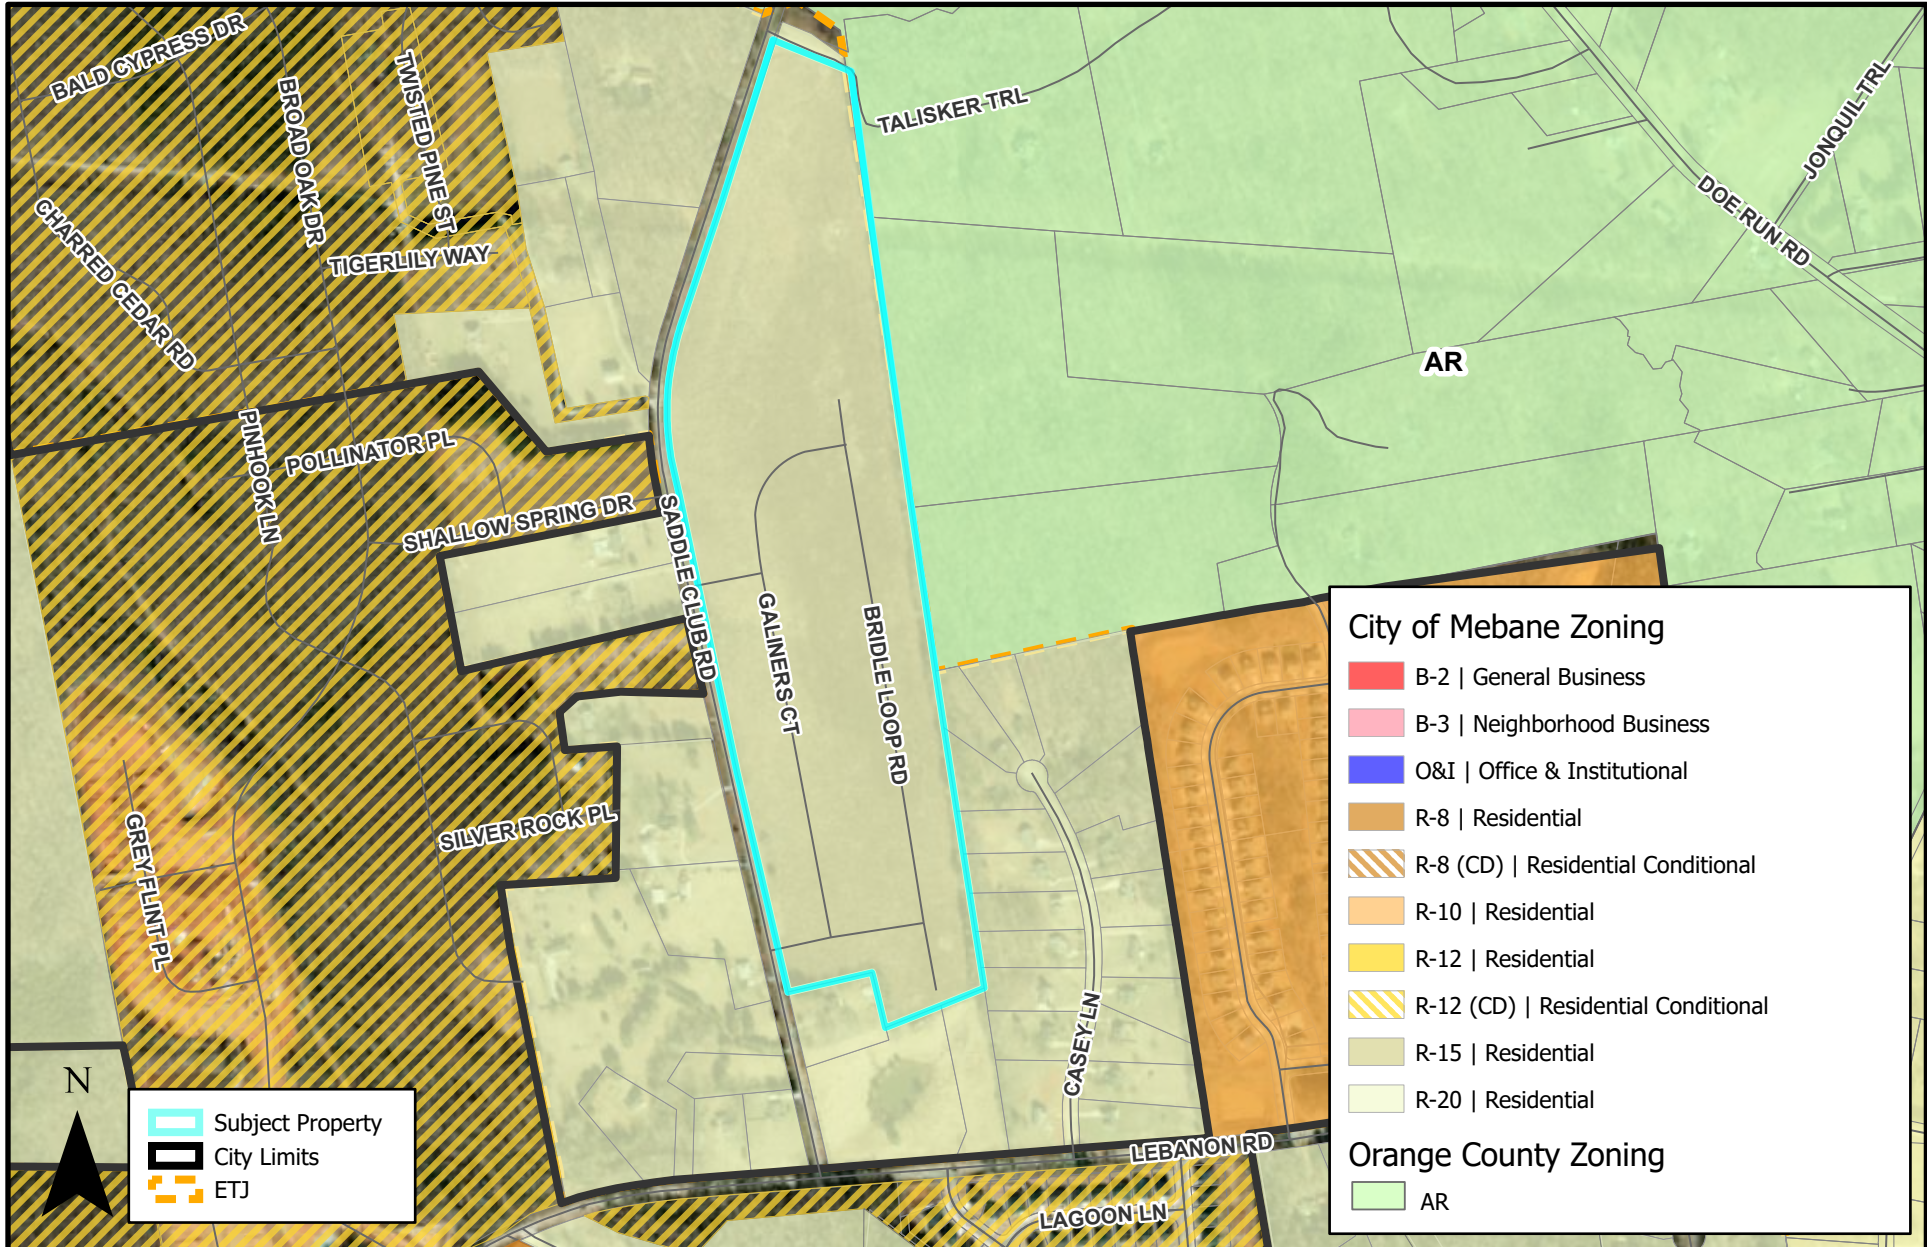 BALD CYPRESS DR
BROAD OAK DR
TWISTED PINE ST
TALISKER TRL
JONQUIL TRL
DOE RUN RD
CHARRED CEDAR RD
TIGERLILY WAY
AR
PINHOOK LN
POLLINATOR PL
SHALLOW SPRING DR
SADDLE CLUB RD
GALINERS CT
BRIDLE LOOP RD
SILVER ROCK PL
GREY FLINT PL
CASEY LN
LEBANON RD
LAGOON LN
N
Subject Property
City Limits
ETJ
City of Mebane Zoning
B-2 | General Business
B-3 | Neighborhood Business
O&I | Office & Institutional
R-8 | Residential
R-8 (CD) | Residential Conditional
R-10 | Residential
R-12 | Residential
R-12 (CD) | Residential Conditional
R-15 | Residential
R-20 | Residential
Orange County Zoning
AR